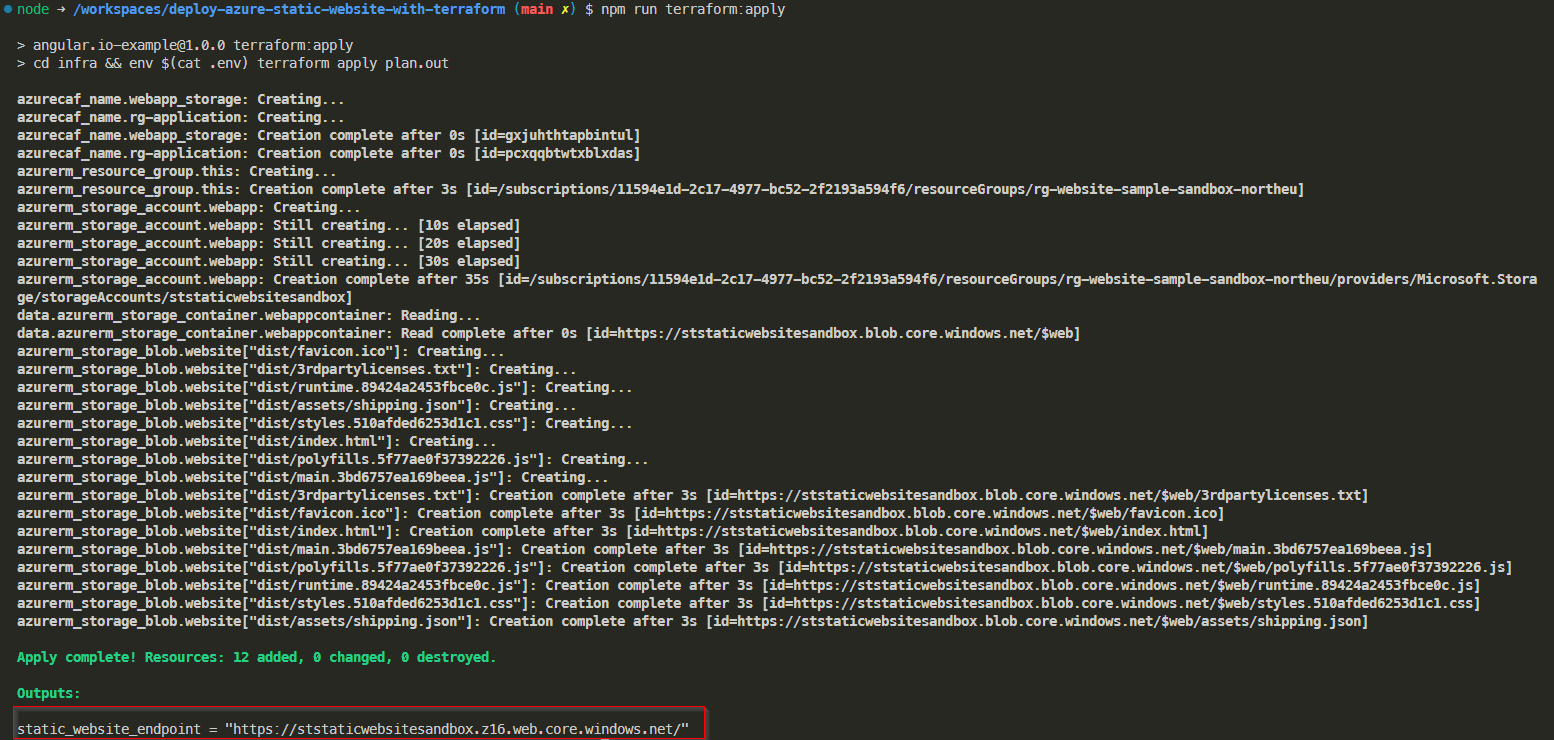 node → /workspaces/deploy-azure-static-website-with-terraform (main ✗) $ npm run terraform:apply
> angular.io-example@1.0.0 terraform:apply
> cd infra && env $(cat .env) terraform apply plan.out
azurecaf_name.webapp_storage: Creating...
azurecaf_name.rg-application: Creating...
azurecaf_name.webapp_storage: Creation complete after 0s [id=gxjuhthtapbintul]
azurecaf_name.rg-application: Creation complete after 0s [id=pcxqqbtwtxblxdas]
azurerm_resource_group.this: Creating...
azurerm_resource_group.this: Creation complete after 3s [id=/subscriptions/11594e1d-2c17-4977-bc52-2f2193a594f6/resourceGroups/rg-website-sample-sandbox-northeu]
azurerm_storage_account.webapp: Creating...
azurerm_storage_account.webapp: Still creating... [10s elapsed]
azurerm_storage_account.webapp: Still creating... [20s elapsed]
azurerm_storage_account.webapp: Still creating... [30s elapsed]
azurerm_storage_account.webapp: Creation complete after 35s [id=/subscriptions/11594e1d-2c17-4977-bc52-2f2193a594f6/resourceGroups/rg-website-sample-sandbox-northeu/providers/Microsoft.Stora
ge/storageAccounts/ststaticwebsitesandbox]
data.azurerm_storage_container.webappcontainer: Reading...
data.azurerm_storage_container.webappcontainer: Read complete after 0s [id=https://ststaticwebsitesandbox.blob.core.windows.net/$web]
azurerm_storage_blob.website["dist/favicon.ico"]: Creating...
azurerm_storage_blob.website["dist/3rdpartylicenses.txt"]: Creating...
azurerm_storage_blob.website["dist/runtime.89424a2453fbce0c.js"]: Creating...
azurerm_storage_blob.website["dist/assets/shipping.json"]: Creating...
azurerm_storage_blob.website["dist/styles.510afded6253d1c1.css"]: Creating...
azurerm_storage_blob.website["dist/index.html"]: Creating...
azurerm_storage_blob.website["dist/polyfills.5f77ae0f37392226.js"]: Creating...
azurerm_storage_blob.website["dist/main.3bd6757ea169beea.js"]: Creating...
azurerm_storage_blob.website["dist/3rdpartylicenses.txt"]: Creation complete after 3s [id=https://ststaticwebsitesandbox.blob.core.windows.net/$web/3rdpartylicenses.txt]
azurerm_storage_blob.website["dist/favicon.ico"]: Creation complete after 3s [id=https://ststaticwebsitesandbox.blob.core.windows.net/$web/favicon.ico]
azurerm_storage_blob.website["dist/index.html"]: Creation complete after 3s [id=https://ststaticwebsitesandbox.blob.core.windows.net/$web/index.html]
azurerm_storage_blob.website["dist/main.3bd6757ea169beea.js"]: Creation complete after 3s [id=https://ststaticwebsitesandbox.blob.core.windows.net/$web/main.3bd6757ea169beea.js]
azurerm_storage_blob.website["dist/polyfills.5f77ae0f37392226.js"]: Creation complete after 3s [id=https://ststaticwebsitesandbox.blob.core.windows.net/$web/polyfills.5f77ae0f37392226.js]
azurerm_storage_blob.website["dist/runtime.89424a2453fbce0c.js"]: Creation complete after 3s [id=https://ststaticwebsitesandbox.blob.core.windows.net/$web/runtime.89424a2453fbce0c.js]
azurerm_storage_blob.website["dist/styles.510afded6253d1c1.css"]: Creation complete after 3s [id=https://ststaticwebsitesandbox.blob.core.windows.net/$web/styles.510afded6253d1c1.css]
azurerm_storage_blob.website["dist/assets/shipping.json"]: Creation complete after 3s [id=https://ststaticwebsitesandbox.blob.core.windows.net/$web/assets/shipping.json]
Apply complete! Resources: 12 added, 0 changed, 0 destroyed.
Outputs:
static_website_endpoint = "https://ststaticwebsitesandbox.z16.web.core.windows.net/"